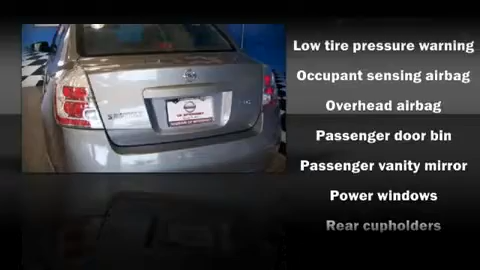 Low tire pressure warning
Occupant sensing airbag
Overhead airbag
Passenger door bin
Passenger vanity mirror
Power windows
Rear cupholders